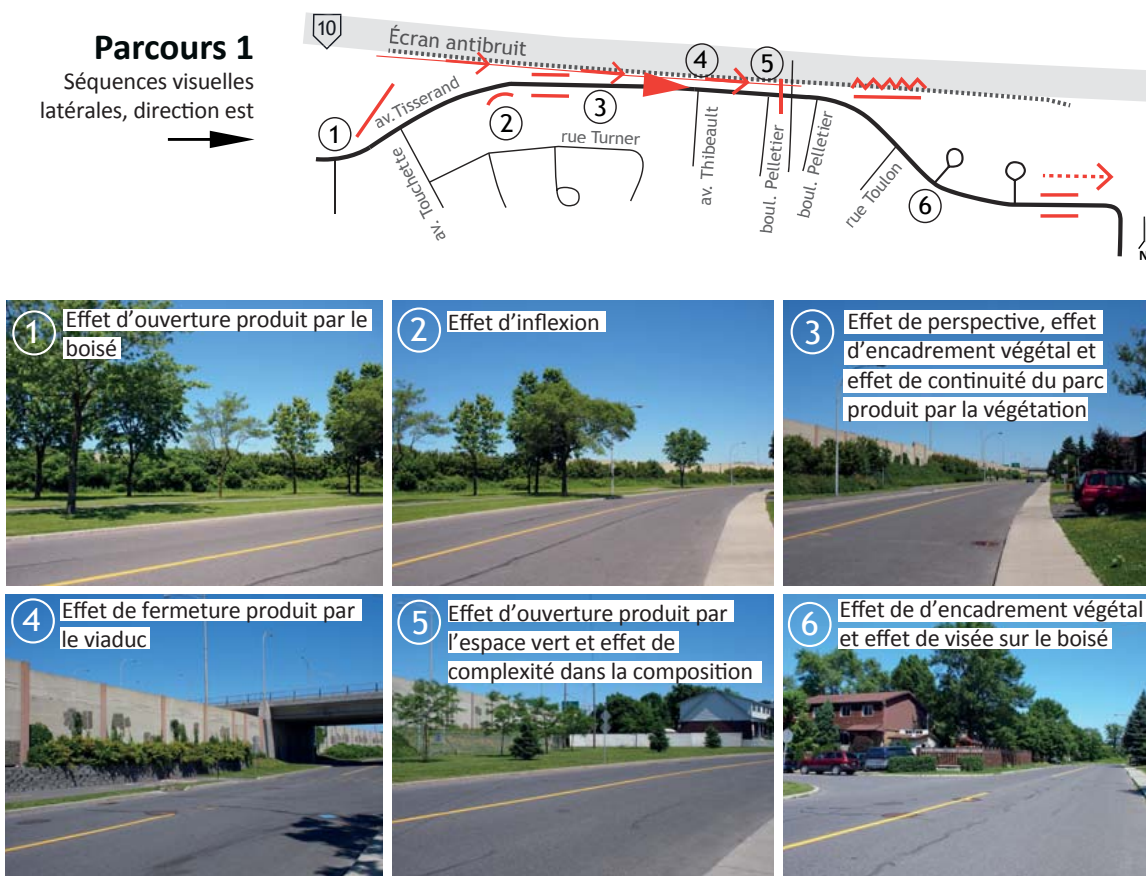 Parcours 1
Séquences visuelles
latérales, direction est
10
Écran antibruit
av.Tisserand
av. Touchette
rue Turner
av. Thibeault
boul. Pelletier
boul. Pelletier
rue Toulon
1
2
3
4
5
6
N
1
Effet d'ouverture produit par le
boisé
2
Effet d'inflexion
3
Effet de perspective, effet
d'encadrement végétal et
effet de continuité du parc
produit par la végétation
4
Effet de fermeture produit par
le viaduc
5
Effet d'ouverture produit par
l'espace vert et effet de
complexité dans la composition
6
Effet de d'encadrement végétal
et effet de visée sur le boisé